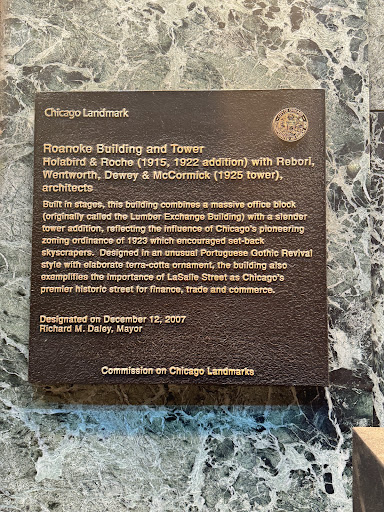 Chicago Landmark
Roanoke Building and Tower
Holabird & Roche (1915, 1922 addition) with Rebori,
Wentworth, Dewey & McCormick (1925 tower),
architects
Built in stages, this building combines a massive office block
(originally called the Lumber Exchange Building) with a slender
tower addition, reflecting the influence of Chicago's pioneering
zoning ordinance of 1923 which encouraged set-back
skyscrapers. Designed in an unusual Portuguese Gothic Revival
style with elaborate terra-cotta ornament, the building also
exemplifies the importance of LaSalle Street as Chicago's
premier historic street for finance, trade and commerce.
Designated on December 12, 2007
Richard M. Daley, Mayor
Commission on Chicago Landmarks